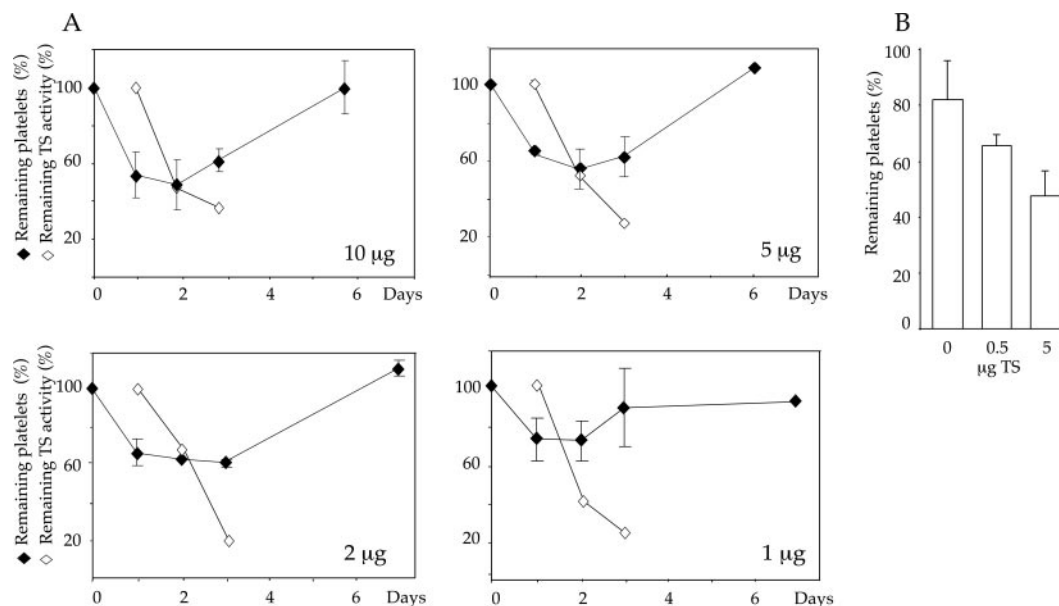 A
B
◆ Remaining platelets (%)
◇ Remaining TS activity (%)
100
60
20
10 µg
0 2 4 6 Days
100
60
20
5 µg
0 2 4 6 Days
◆ Remaining platelets (%)
◇ Remaining TS activity (%)
100
60
20
2 µg
0 2 4 6 Days
100
60
20
1 µg
0 2 4 6 Days
Remaining platelets (%)
80
60
40
80
0
0 0.5 5
µg TS